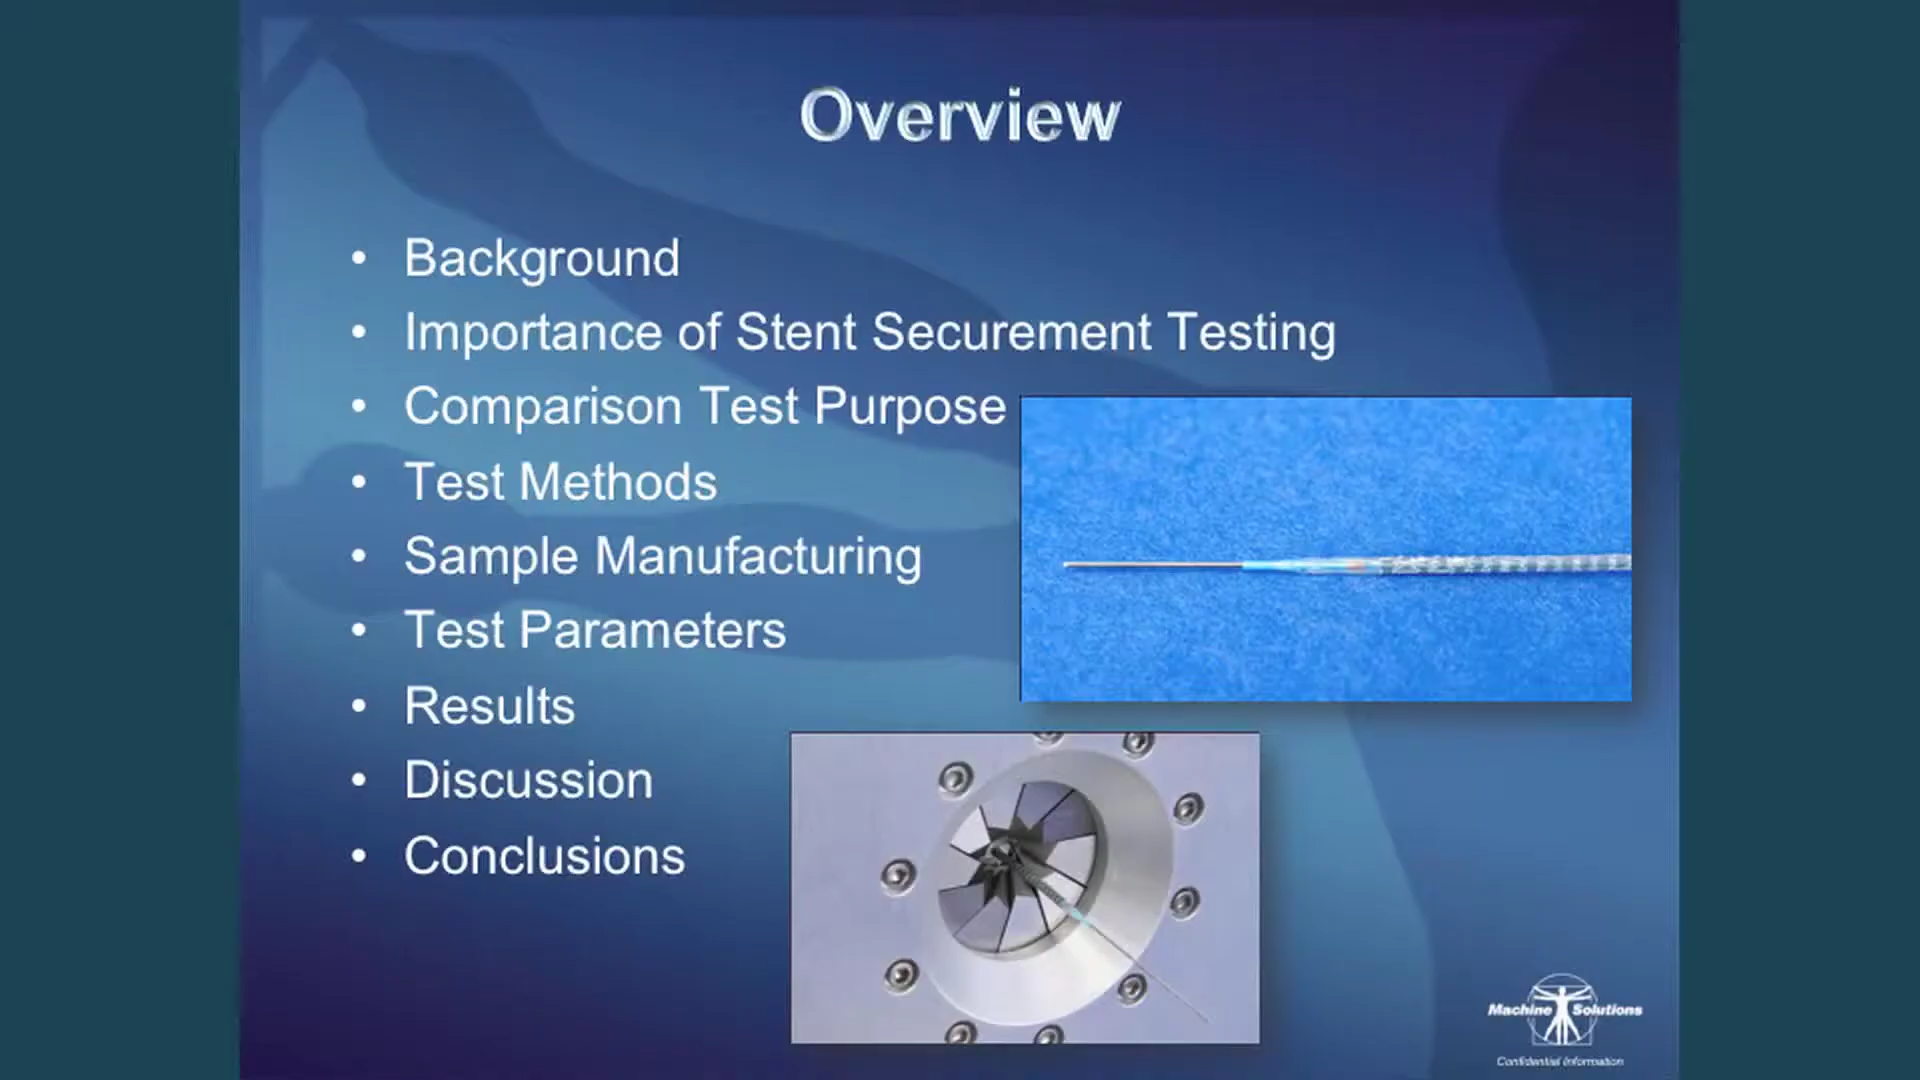 Overview
• Background
• Importance of Stent Securement Testing
• Comparison Test Purpose
• Test Methods
• Sample Manufacturing
• Test Parameters
• Results
• Discussion
• Conclusions
Machine Solutions
Confidential Information